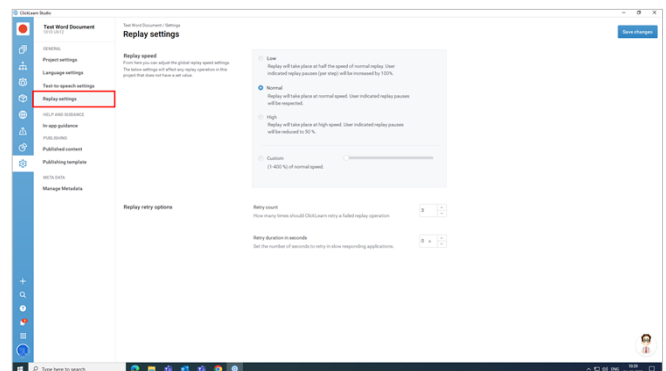 ClickLearn Studio
Test Word Document
Test Word Document / Settings
Replay settings
Save changes
GENERAL
Project settings
Language settings
Text-to-speech settings
Replay settings
HELP AND GUIDANCE
In-app guidance
PUBLISHING
Published content
Publishing template
META DATA
Manage Metadata
Replay speed
From here you can adjust the global replay speed settings.
The below settings will affect any replay operation in this
project that does not have a set value.
Low
Replay will take place at half the speed of normal replay. User
indicated replay pauses (per step) will be increased by 100%.
Normal
Replay will take place at normal speed. User indicated replay pauses
will be respected.
High
Replay will take place at high speed. User indicated replay pauses
will be reduced to 50 %.
Custom
(1-400 %) of normal speed.
Replay retry options
Retry count
How many times should ClickLearn retry a failed replay operation
Retry duration in seconds
Set the number of seconds to retry in slow responding applications.
0 s
Type here to search
ENG